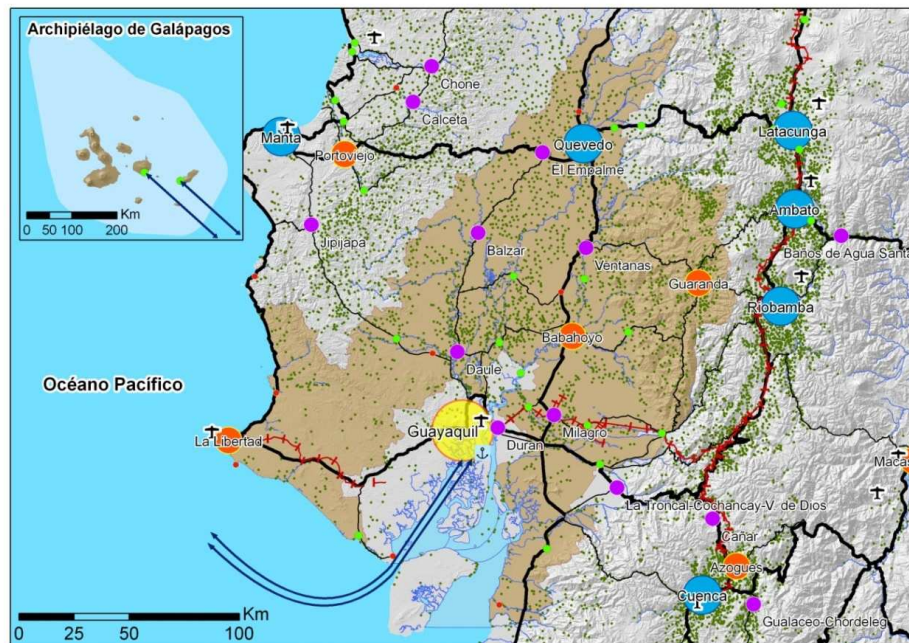 Archipiélago de Galápagos
Km
0 50 100 200
Chone
Calceta
Manta
Portoviejo
Quevedo
El Empalme
Latacunga
Ambato
Jipijapa
Balzar
Ventanas
Baños de Agua Santa
Guaranda
Riobamba
Babahoyo
Océano Pacífico
Daule
Guayaquil
La Libertad
Duran
Milagro
Macas
La Troncal-Cochancay-V de Dios
Cañar
Azogues
Cuenca
Gualaceo-Chordeleg
Km
0 25 50 100